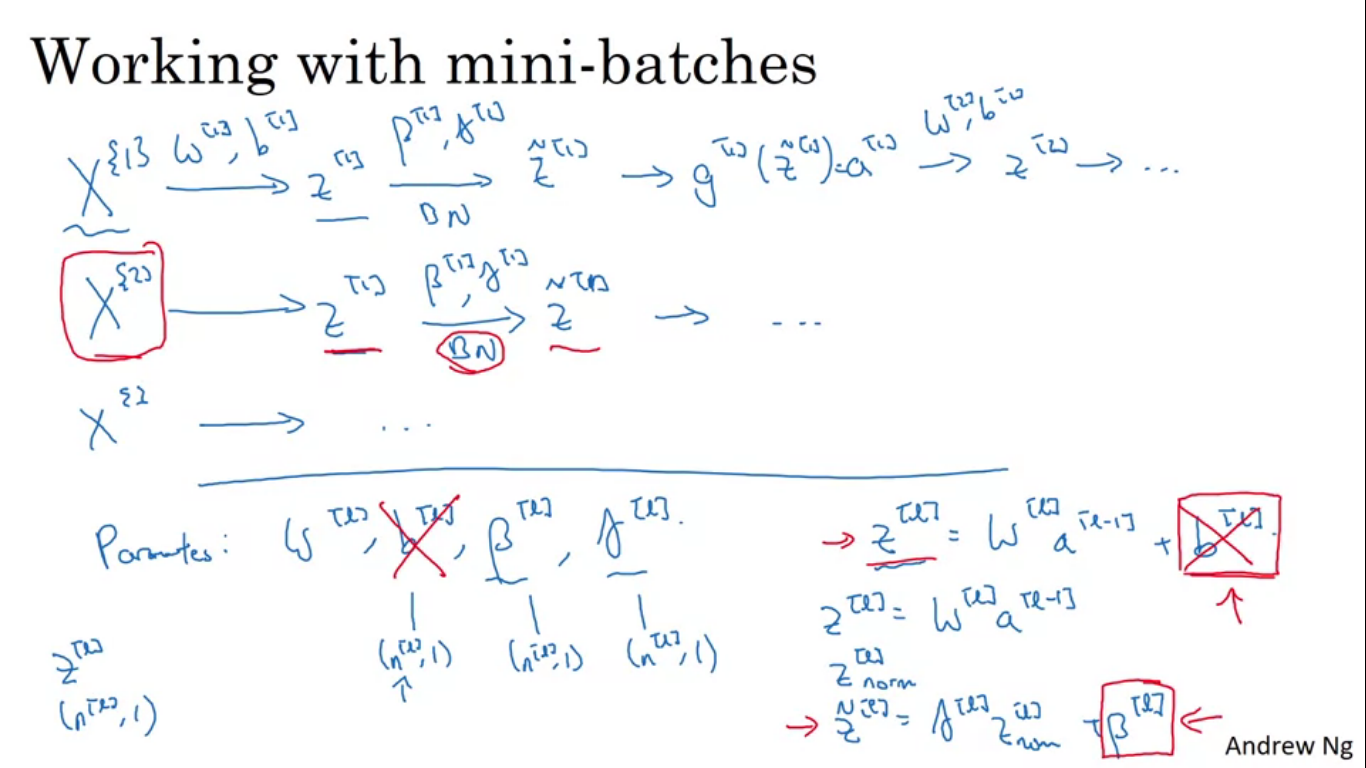 Working with mini-batches
X^{1} →(W^[1], b^[1]) z^[1] →(β^[1], γ^[1] BN) z̃^[1] → g^[1](z̃^[1]) = a^[1] →(W^[2], b^[2]) z^[2] → ...
X^{2} → z^[1] →(β^[1], γ^[1] BN) z̃^[1] → ...
X^{3} → ...
Parameters: W^[l], b^[l], β^[l], γ^[l].
(n^[l], 1) (n^[l], 1) (n^[l], 1)
z^[l]
(n^[l], 1)
→ z^[l] = W^[l] a^[l-1] + b^[l].
z^[l] = W^[l] a^[l-1]
z^[l]_norm
→ z̃^[l] = γ^[l] z^[l]_norm + β^[l] ←
Andrew Ng